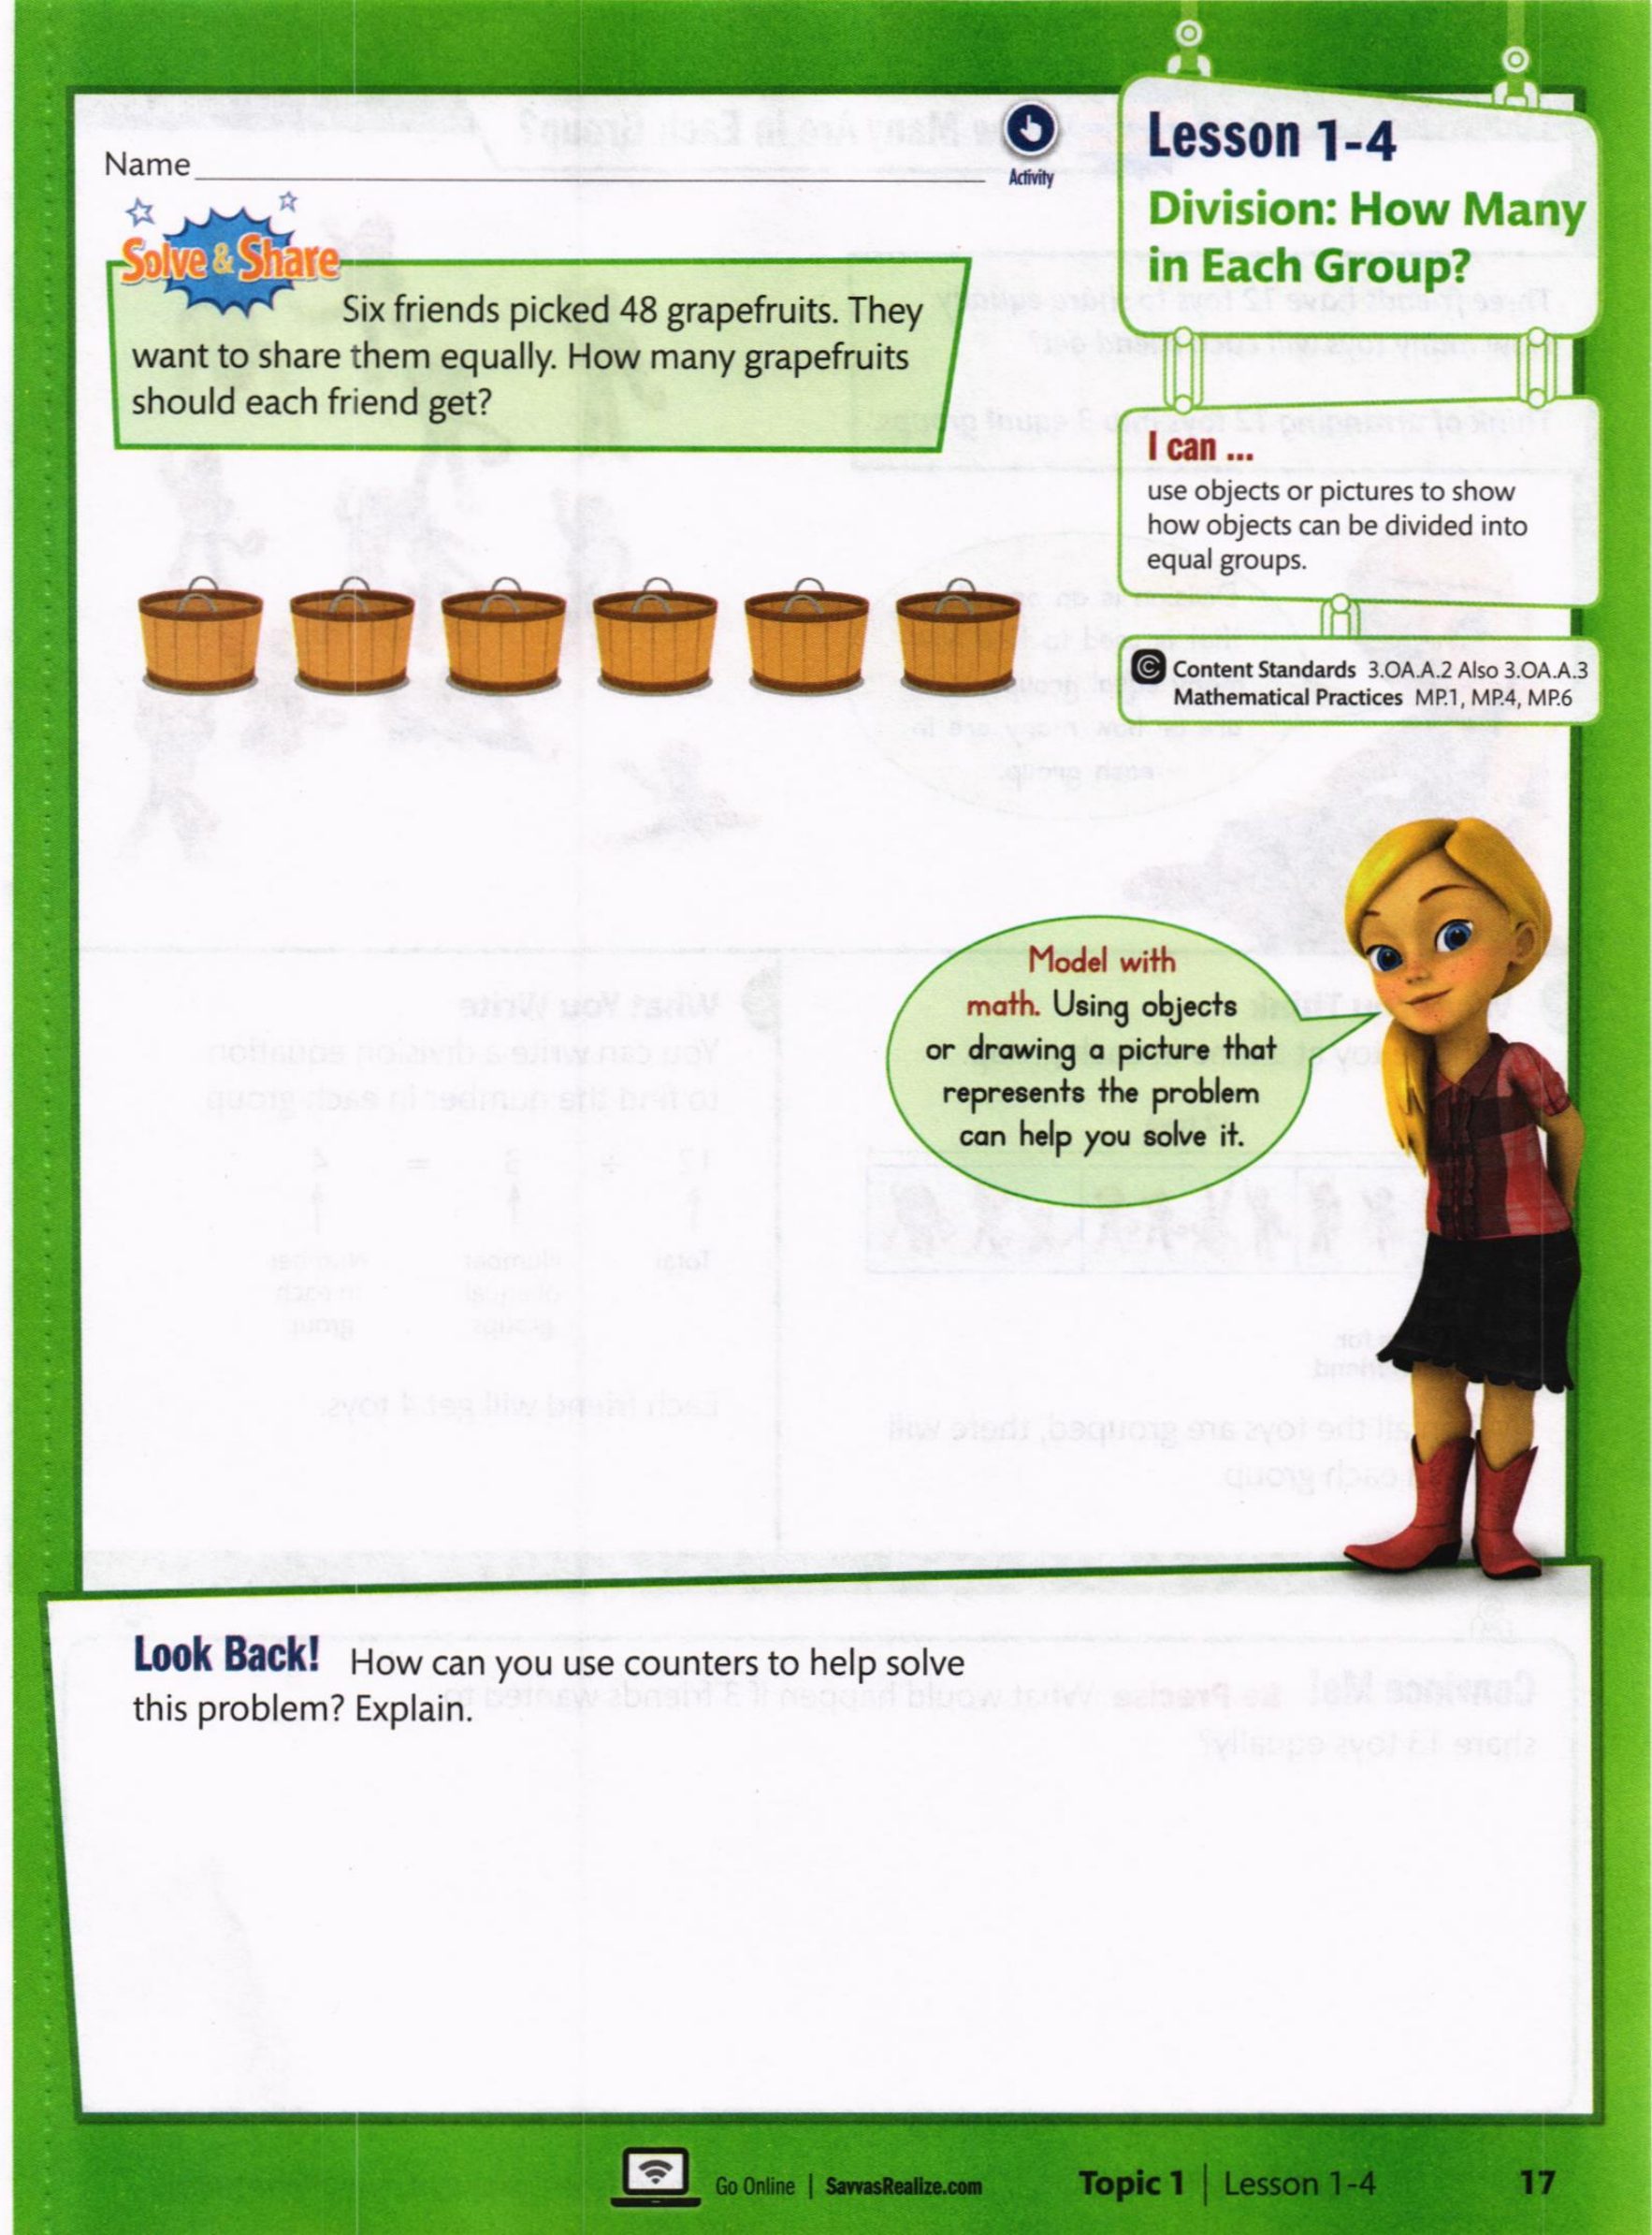 Name
Activity
Lesson 1-4
Division: How Many
in Each Group?
Solve & Share
Six friends picked 48 grapefruits. They
want to share them equally. How many grapefruits
should each friend get?
I can ...
use objects or pictures to show
how objects can be divided into
equal groups.
Content Standards 3.OA.A.2 Also 3.OA.A.3
Mathematical Practices MP.1, MP.4, MP.6
Model with
math. Using objects
or drawing a picture that
represents the problem
can help you solve it.
Look Back! How can you use counters to help solve
this problem? Explain.
Go Online | SavvasRealize.com
Topic 1 | Lesson 1-4
17